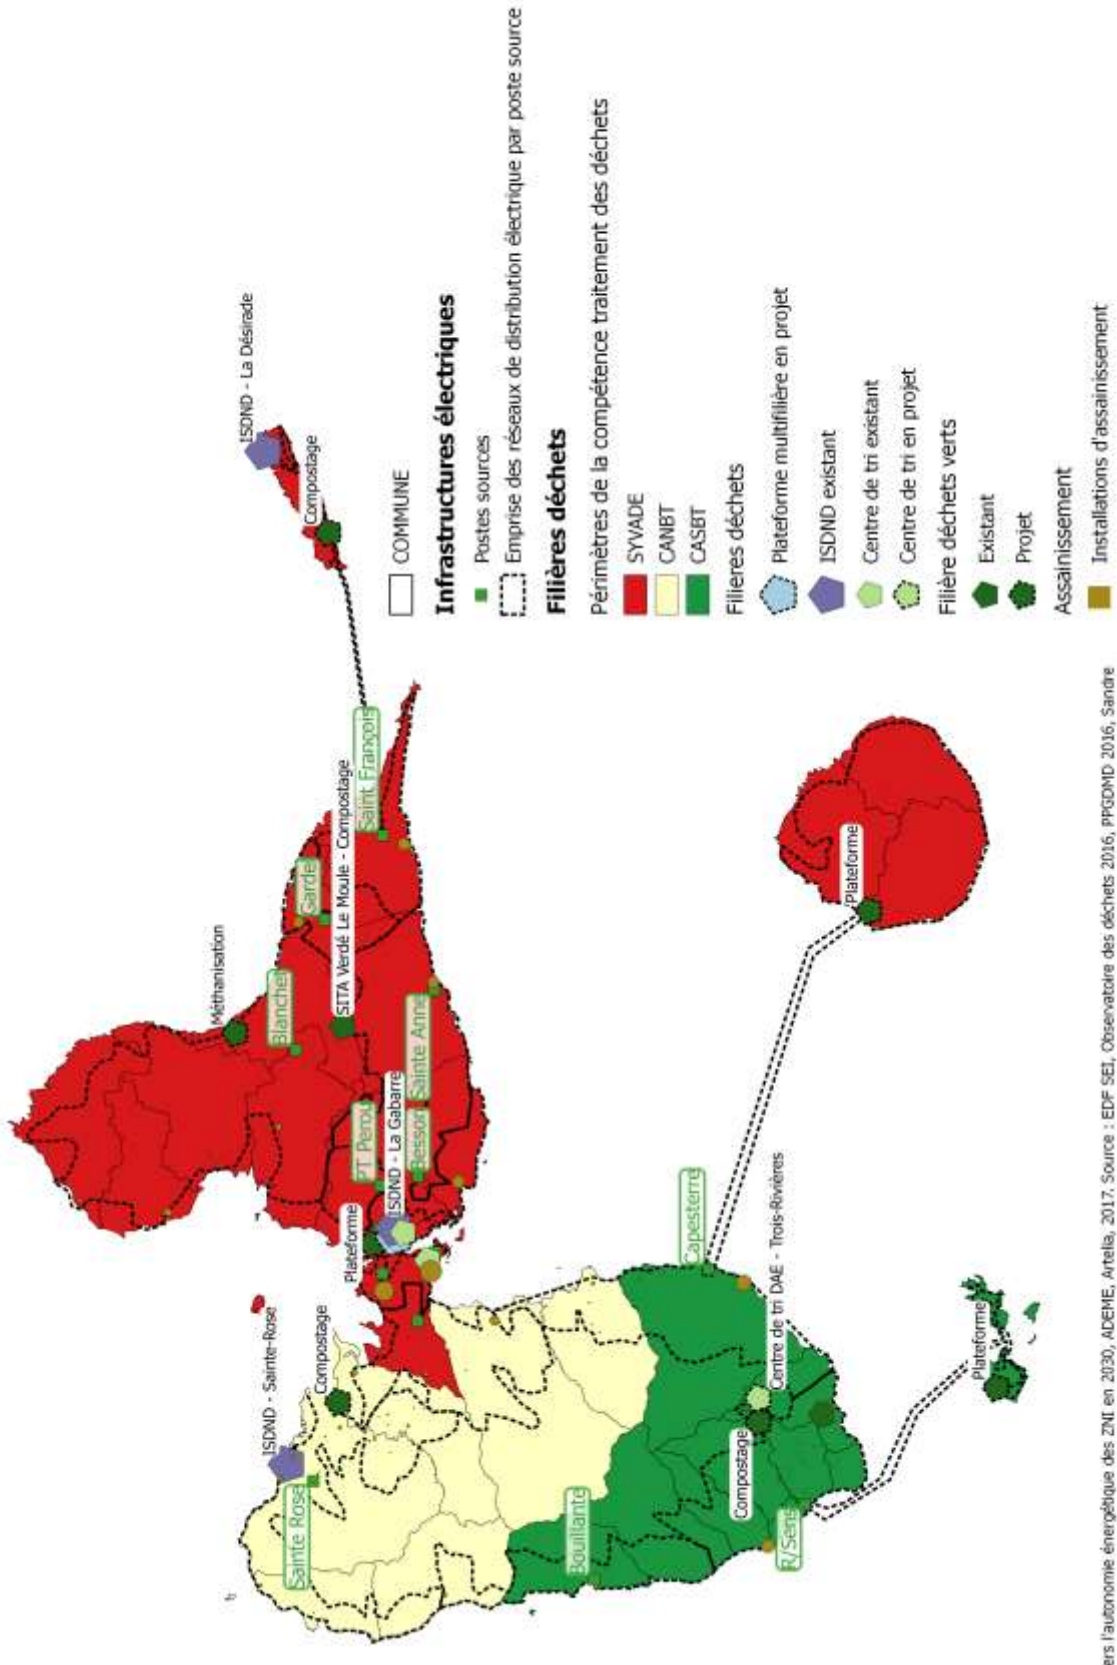 ISDND - La Désirade
Compostage
ISDND - Sainte-Rose
Sainte Rose
Compostage
Plateforme
PT Perou
ISDND - La Gabarre
Besson
Sainte Anne
Méthanisation
Blanchet
SITA Verdé Le Moule - Compostage
Gardel
Saint François
Bouillante
Capesterre
Centre de tri DAE - Trois-Rivières
Compostage
R/Sens
Plateforme
Plateforme
COMMUNE
Infrastructures électriques
Postes sources
Emprise des réseaux de distribution électrique par poste source
Filières déchets
Périmètres de la compétence traitement des déchets
SYVADE
CANBT
CASBT
Filieres déchets
Plateforme multifilière en projet
ISDND existant
Centre de tri existant
Centre de tri en projet
Filière déchets verts
Existant
Projet
Assainissement
Installations d'assainissement
ers l'autonomie énergétique des ZNI en 2030, ADEME, Artelia, 2017. Source : EDF SEI, Observatoire des déchets 2016, PPGDMD 2016, Sandre